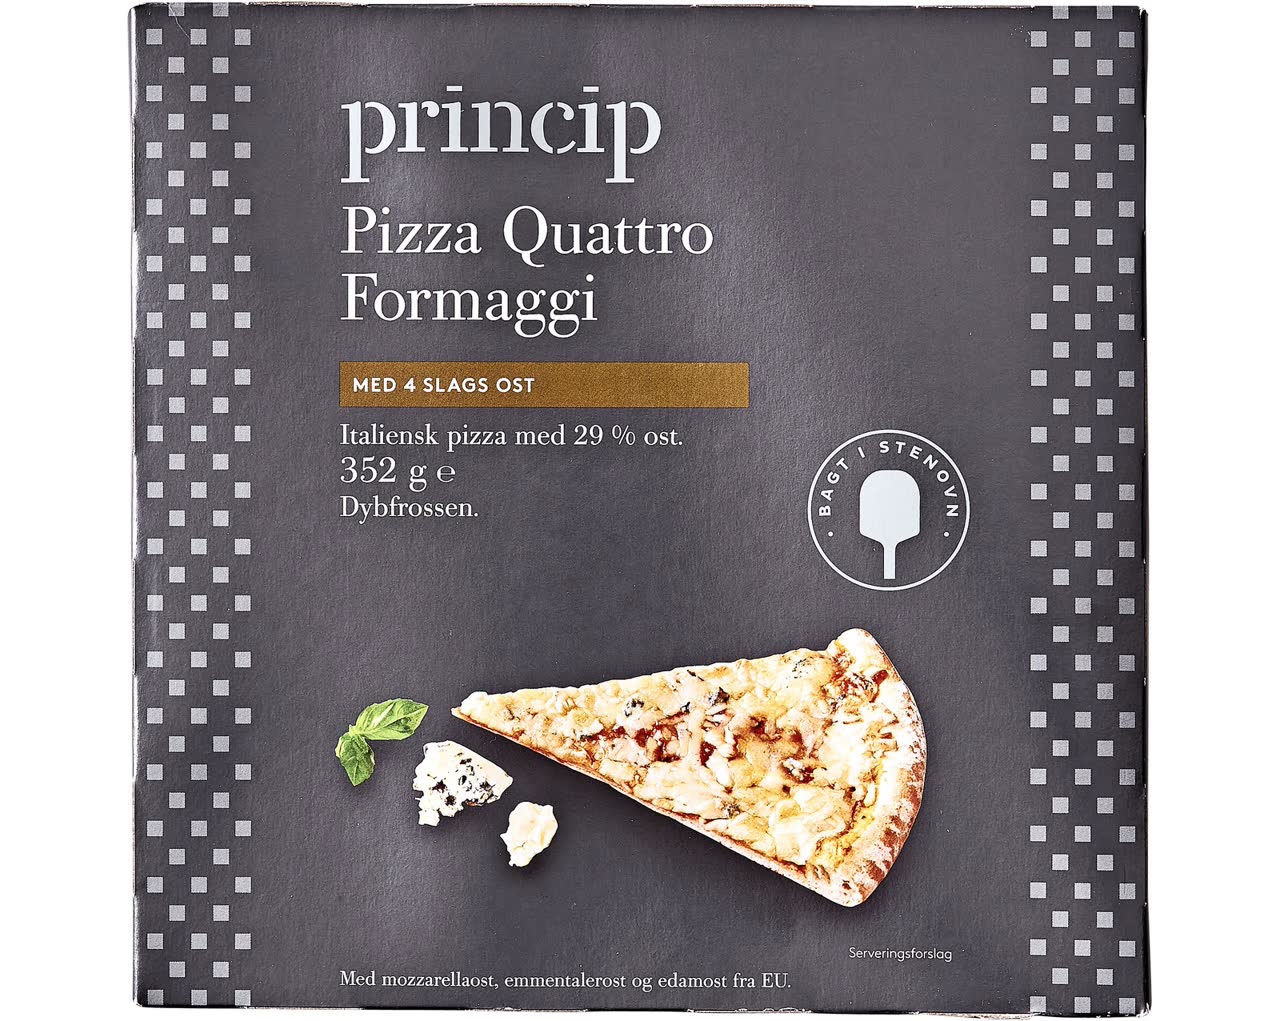 princip
Pizza Quattro
Formaggi
MED 4 SLAGS OST
Italiensk pizza med 29 % ost.
352 g ℮
Dybfrossen.
· BAGT I STENOVN ·
Serveringsforslag
Med mozzarellaost, emmentalerost og edamost fra EU.